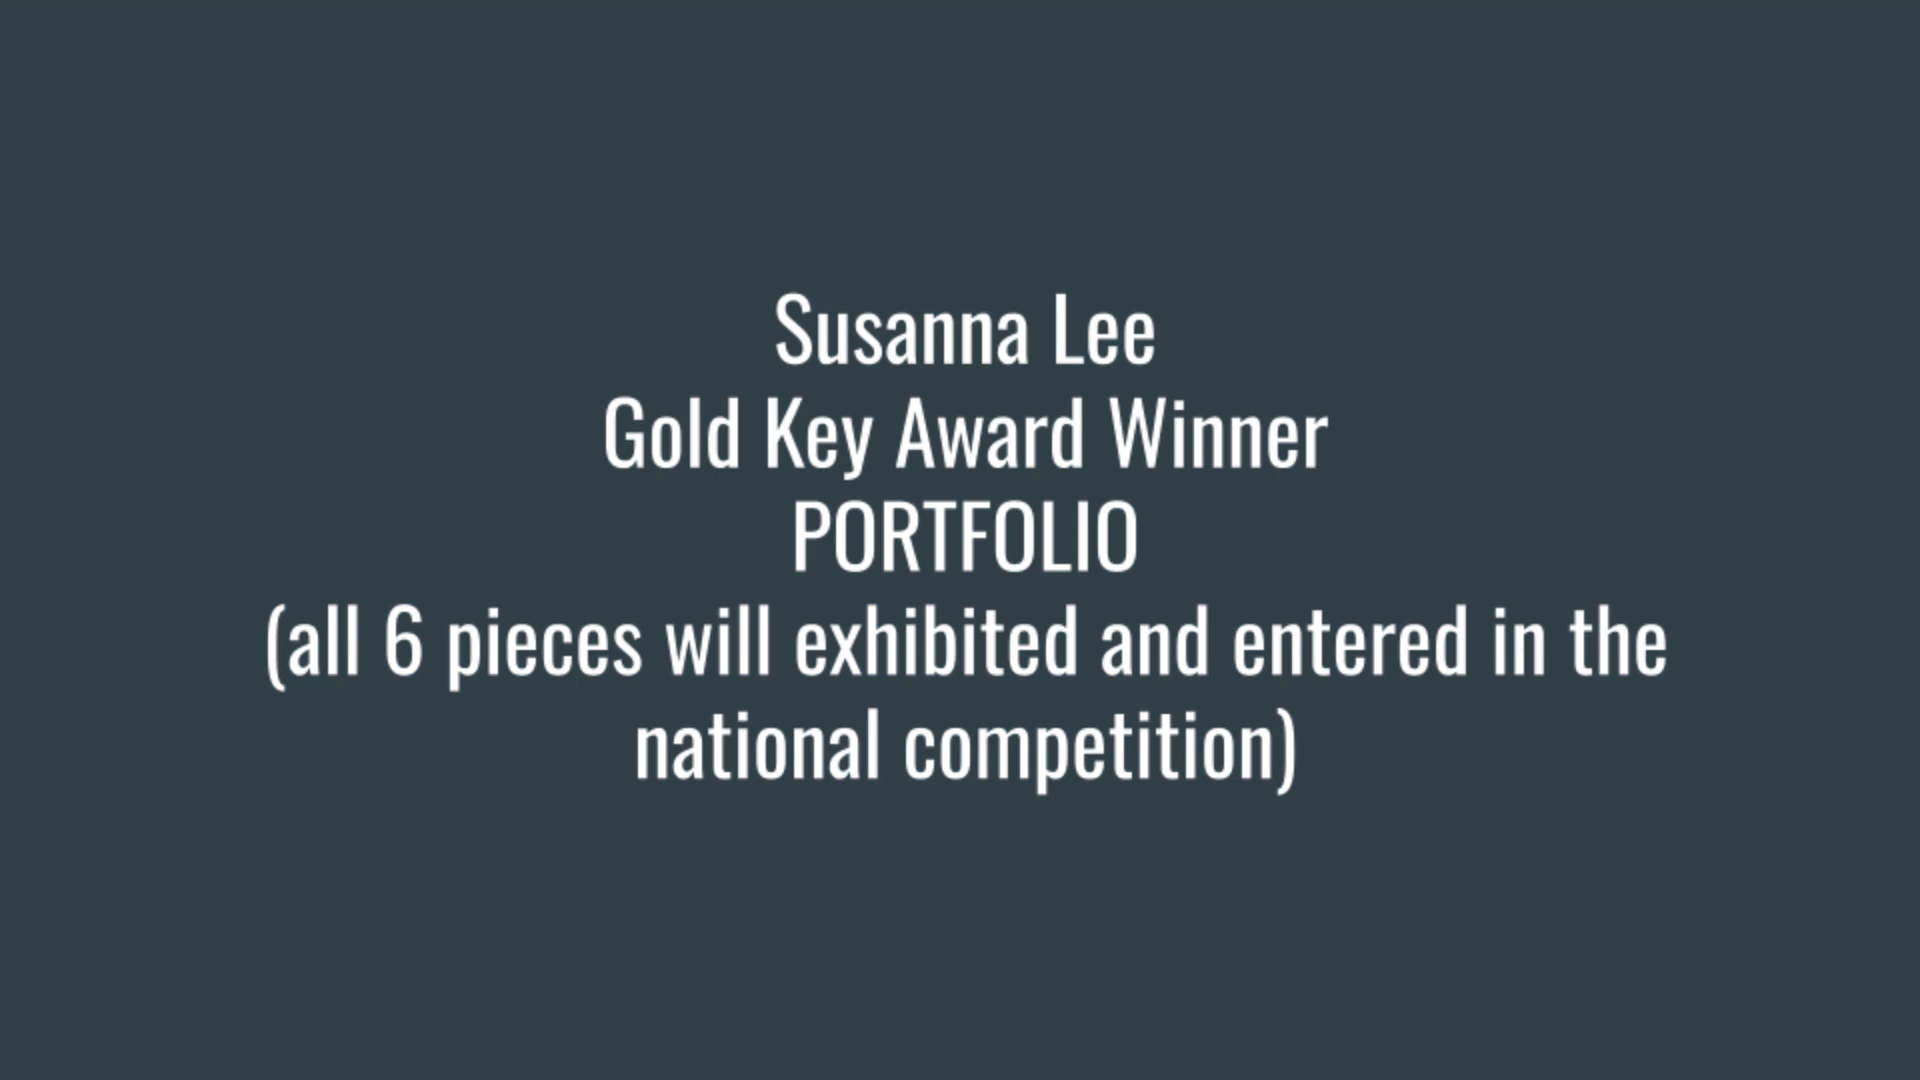 Susanna Lee
Gold Key Award Winner
PORTFOLIO
(all 6 pieces will exhibited and entered in the
national competition)